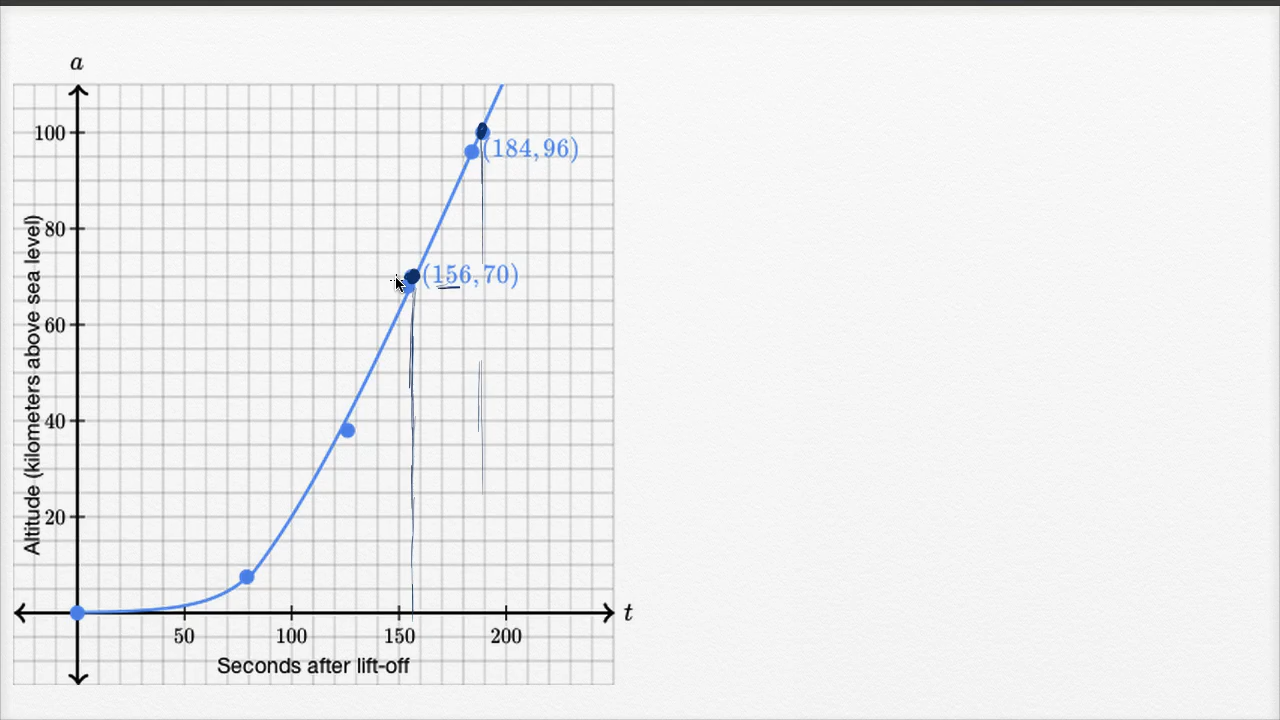 a
100
(184, 96)
80
(156, 70)
60
40
20
t
50 100 150 200
Seconds after lift-off
Altitude (kilometers above sea level)